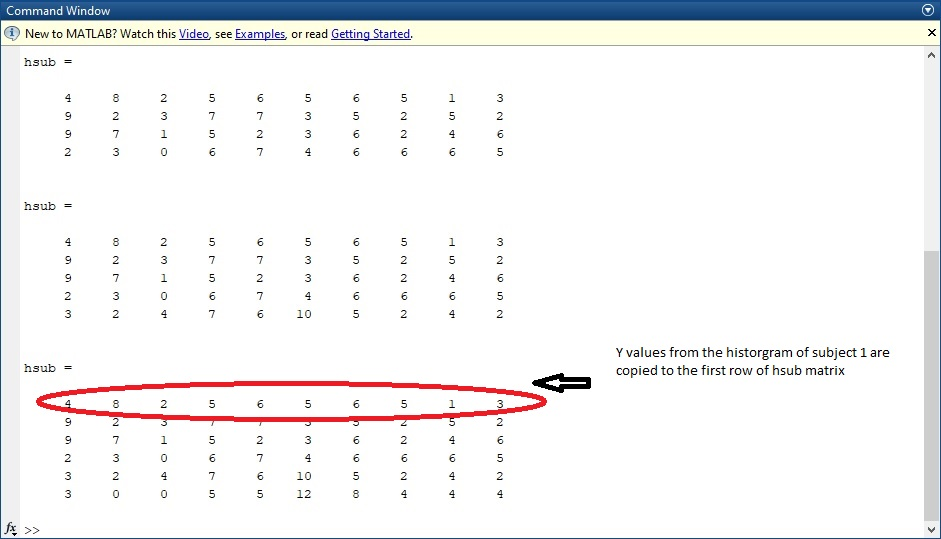 Command Window
New to MATLAB? Watch this Video, see Examples, or read Getting Started.
hsub =
4 8 2 5 6 5 6 5 1 3
9 2 3 7 7 3 5 2 5 2
9 7 1 5 2 3 6 2 4 6
2 3 0 6 7 4 6 6 6 5
hsub =
4 8 2 5 6 5 6 5 1 3
9 2 3 7 7 3 5 2 5 2
9 7 1 5 2 3 6 2 4 6
2 3 0 6 7 4 6 6 6 5
3 2 4 7 6 10 5 2 4 2
Y values from the historgram of subject 1 are
copied to the first row of hsub matrix
hsub =
4 8 2 5 6 5 6 5 1 3
9 2 3 7 7 3 5 2 5 2
9 7 1 5 2 3 6 2 4 6
2 3 0 6 7 4 6 6 6 5
3 2 4 7 6 10 5 2 4 2
3 0 0 5 5 12 8 4 4 4
fx >>